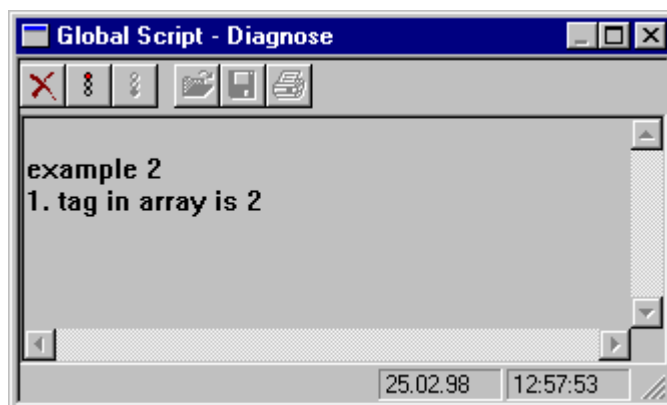 Global Script - Diagnose
example 2
1. tag in array is 2
25.02.98 12:57:53